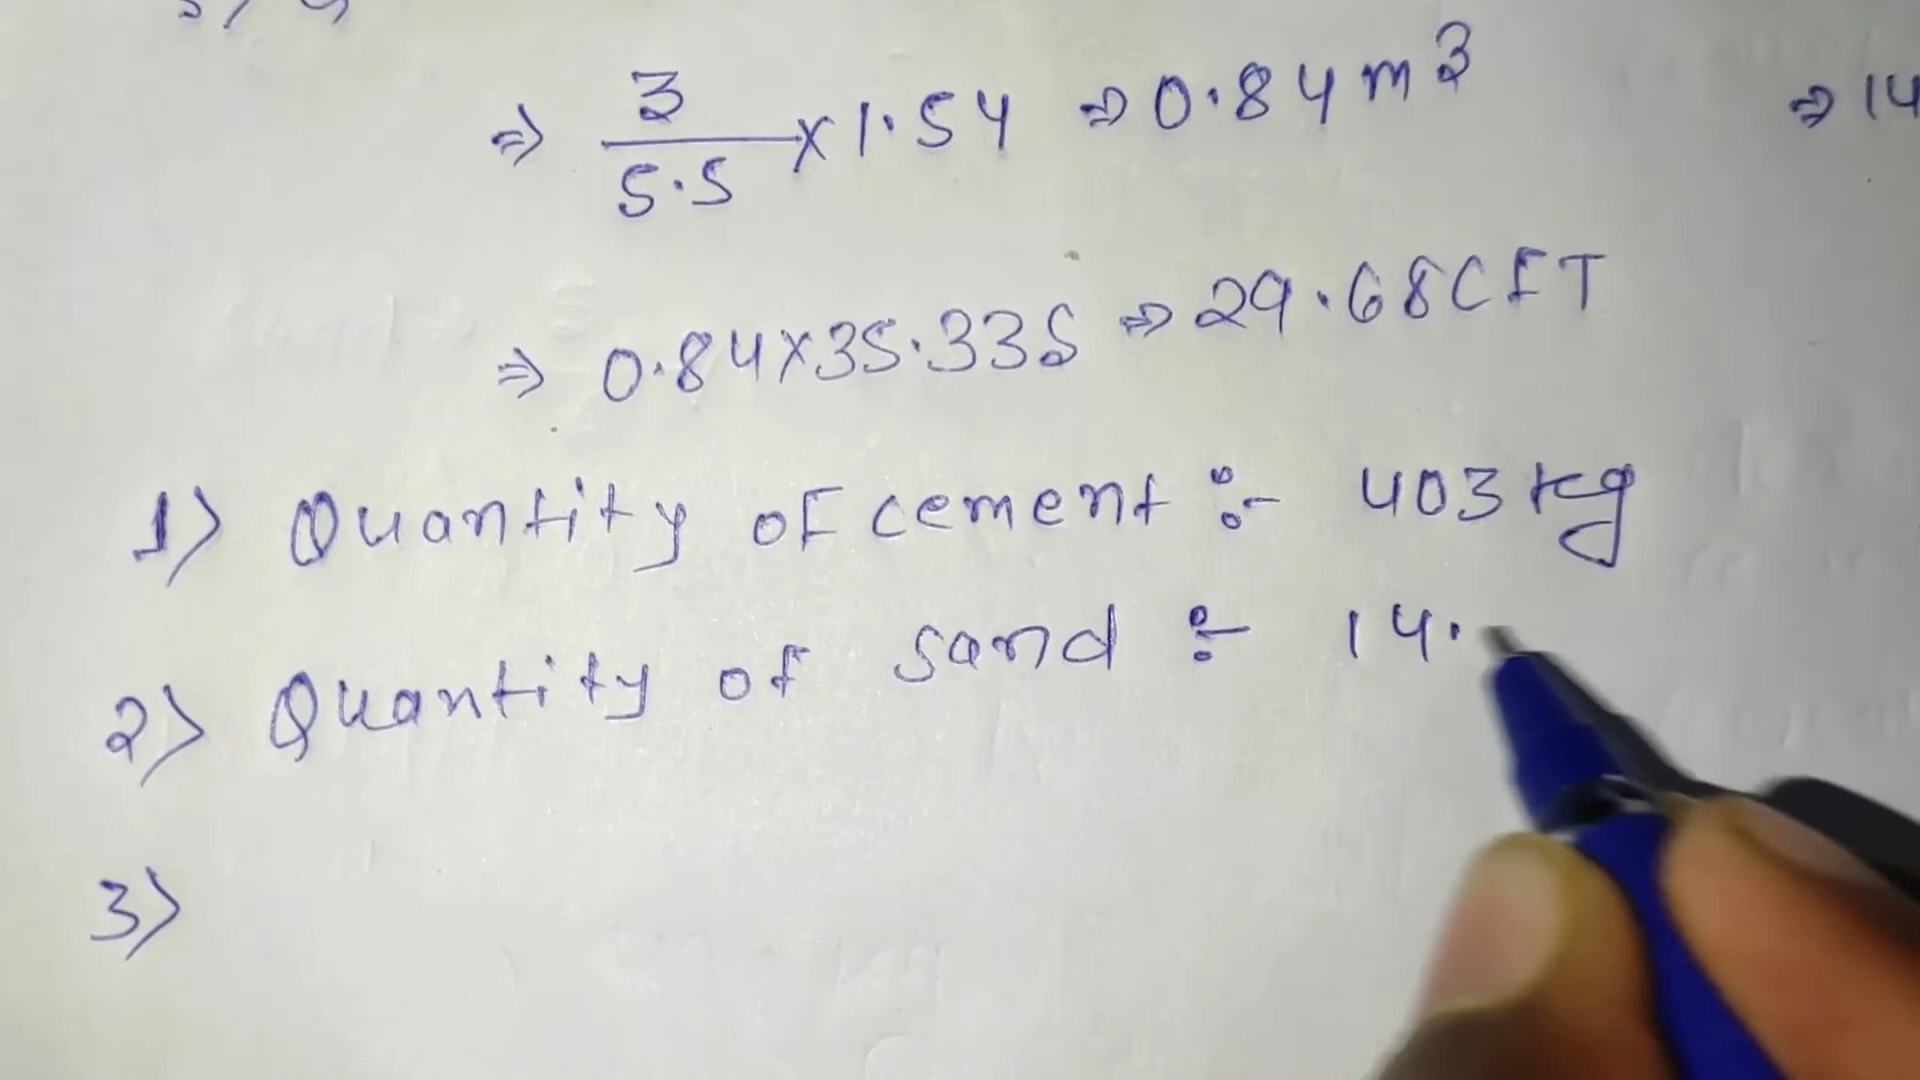 ⇒ 3/5.5 × 1.54 ⇒ 0.84 m³ ⇒ 14
⇒ 0.84 × 35.335 ⇒ 29.68 CFT
1) Quantity of cement :- 403 kg
2) Quantity of sand :- 14.
3)